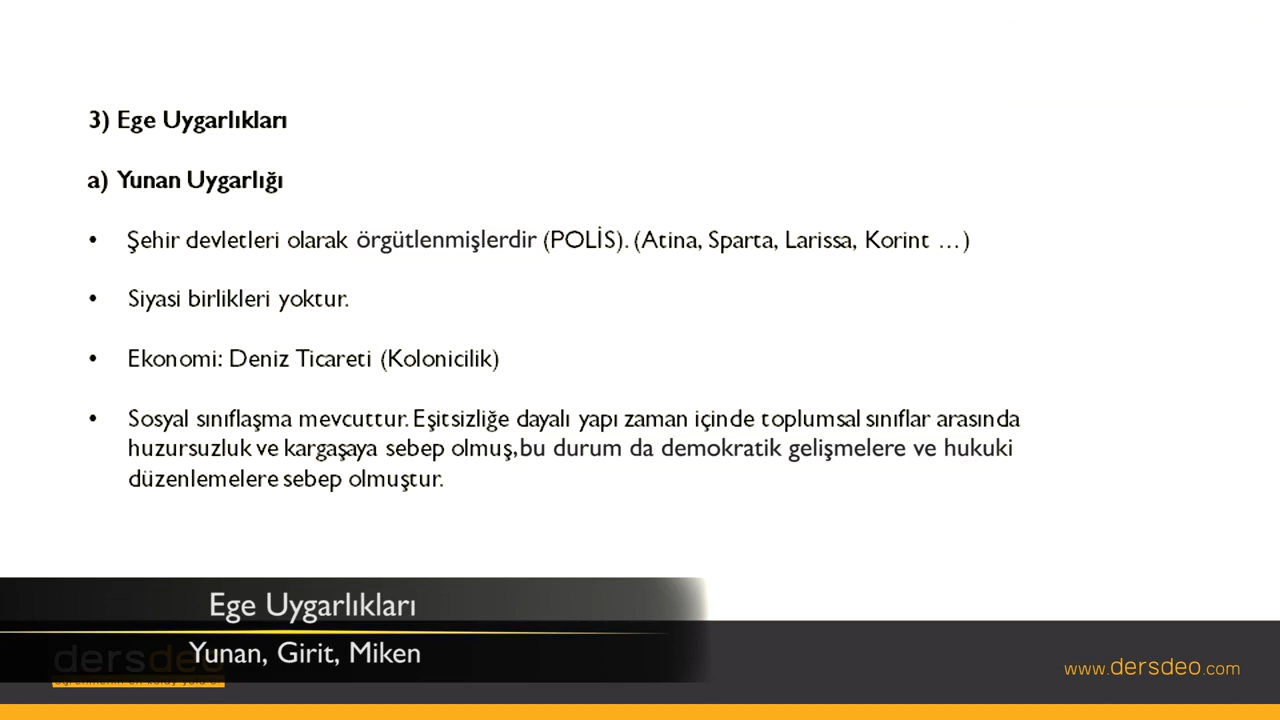 3) Ege Uygarlıkları
a) Yunan Uygarlığı
• Şehir devletleri olarak örgütlenmişlerdir (POLİS). (Atina, Sparta, Larissa, Korint …)
• Siyasi birlikleri yoktur.
• Ekonomi: Deniz Ticareti (Kolonicilik)
• Sosyal sınıflaşma mevcuttur. Eşitsizliğe dayalı yapı zaman içinde toplumsal sınıflar arasında
huzursuzluk ve kargaşaya sebep olmuş,bu durum da demokratik gelişmelere ve hukuki
düzenlemelere sebep olmuştur.
Ege Uygarlıkları
Yunan, Girit, Miken
dersdeo
www.dersdeo.com